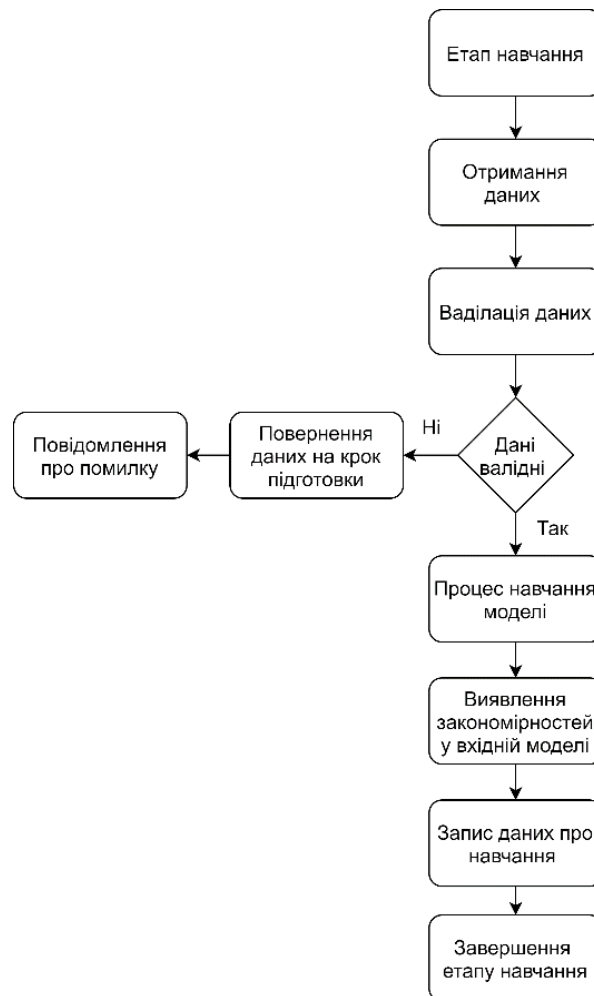 Етап навчання
Отримання
даних
Ваділація даних
Дані
валідні
Ні
Повернення
даних на крок
підготовки
Повідомлення
про помилку
Так
Процес навчання
моделі
Виявлення
закономірностей
у вхідній моделі
Запис даних про
навчання
Завершення
етапу навчання